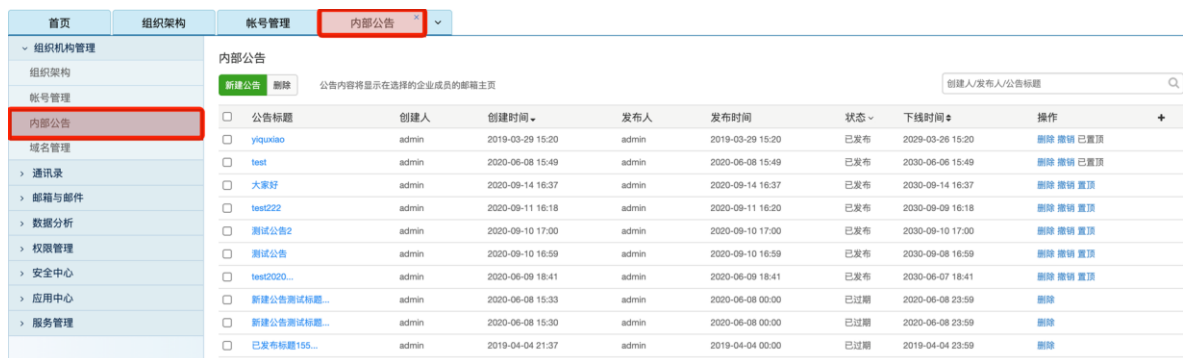 首页 组织架构 帐号管理 内部公告
组织机构管理
组织架构
帐号管理
内部公告
域名管理
通讯录
邮箱与邮件
数据分析
权限管理
安全中心
应用中心
服务管理
内部公告
新建公告 删除 公告内容将显示在选择的企业成员的邮箱主页 创建人/发布人/公告标题
公告标题 创建人 创建时间 发布人 发布时间 状态 下线时间 操作 +
yiquxiao admin 2019-03-29 15:20 admin 2019-03-29 15:20 已发布 2029-03-26 15:20 删除 撤销 已置顶
test admin 2020-06-08 15:49 admin 2020-06-08 15:49 已发布 2030-06-06 15:49 删除 撤销 已置顶
大家好 admin 2020-09-14 16:37 admin 2020-09-14 16:37 已发布 2030-09-14 16:37 删除 撤销 置顶
test222 admin 2020-09-11 16:18 admin 2020-09-11 16:20 已发布 2030-09-09 16:18 删除 撤销 置顶
测试公告2 admin 2020-09-10 17:00 admin 2020-09-10 17:00 已发布 2030-09-10 17:00 删除 撤销 置顶
测试公告 admin 2020-09-10 16:59 admin 2020-09-10 16:59 已发布 2030-09-08 16:59 删除 撤销 置顶
test2020... admin 2020-06-09 18:41 admin 2020-06-09 18:41 已发布 2030-06-07 18:41 删除 撤销 置顶
新建公告测试标题... admin 2020-06-08 15:33 admin 2020-06-08 00:00 已过期 2020-06-08 23:59 删除
新建公告测试标题... admin 2020-06-08 15:30 admin 2020-06-08 00:00 已过期 2020-06-08 23:59 删除
已发布标题155... admin 2019-04-04 21:37 admin 2019-04-04 00:00 已过期 2019-04-04 23:59 删除